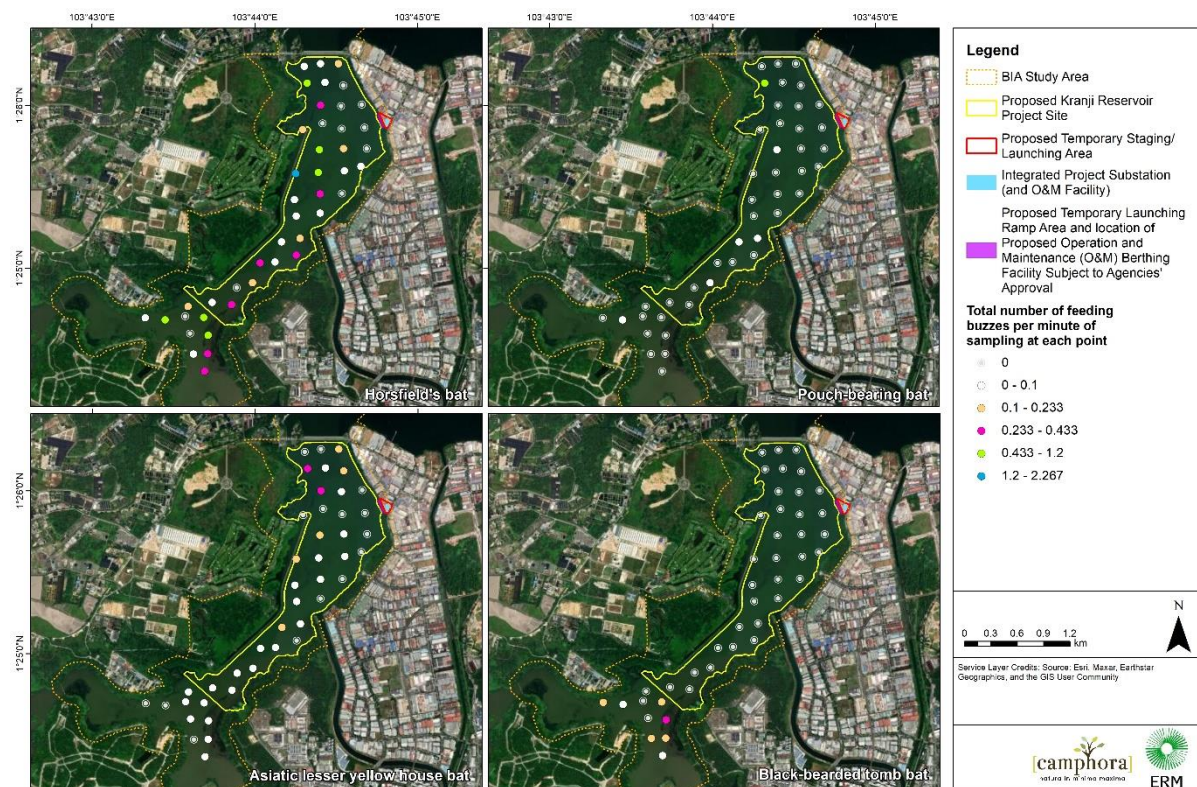 103°43'0"E 103°44'0"E 103°45'0"E 103°43'0"E 103°44'0"E 103°45'0"E
1°26'0"N
1°25'0"N
Horsfield's bat
Pouch-bearing bat
1°26'0"N
1°25'0"N
Asiatic lesser yellow house bat
Black-bearded tomb bat
Legend
BIA Study Area
Proposed Kranji Reservoir
Project Site
Proposed Temporary Staging/
Launching Area
Integrated Project Substation
(and O&M Facility)
Proposed Temporary Launching
Ramp Area and location of
Proposed Operation and
Maintenance (O&M) Berthing
Facility Subject to Agencies'
Approval
Total number of feeding
buzzes per minute of
sampling at each point
0
0 - 0.1
0.1 - 0.233
0.233 - 0.433
0.433 - 1.2
1.2 - 2.267
N
0 0.3 0.6 0.9 1.2
km
Service Layer Credits: Source: Esri, Maxar, Earthstar
Geographics, and the GIS User Community
[camphora]
natura in minima maxima
ERM